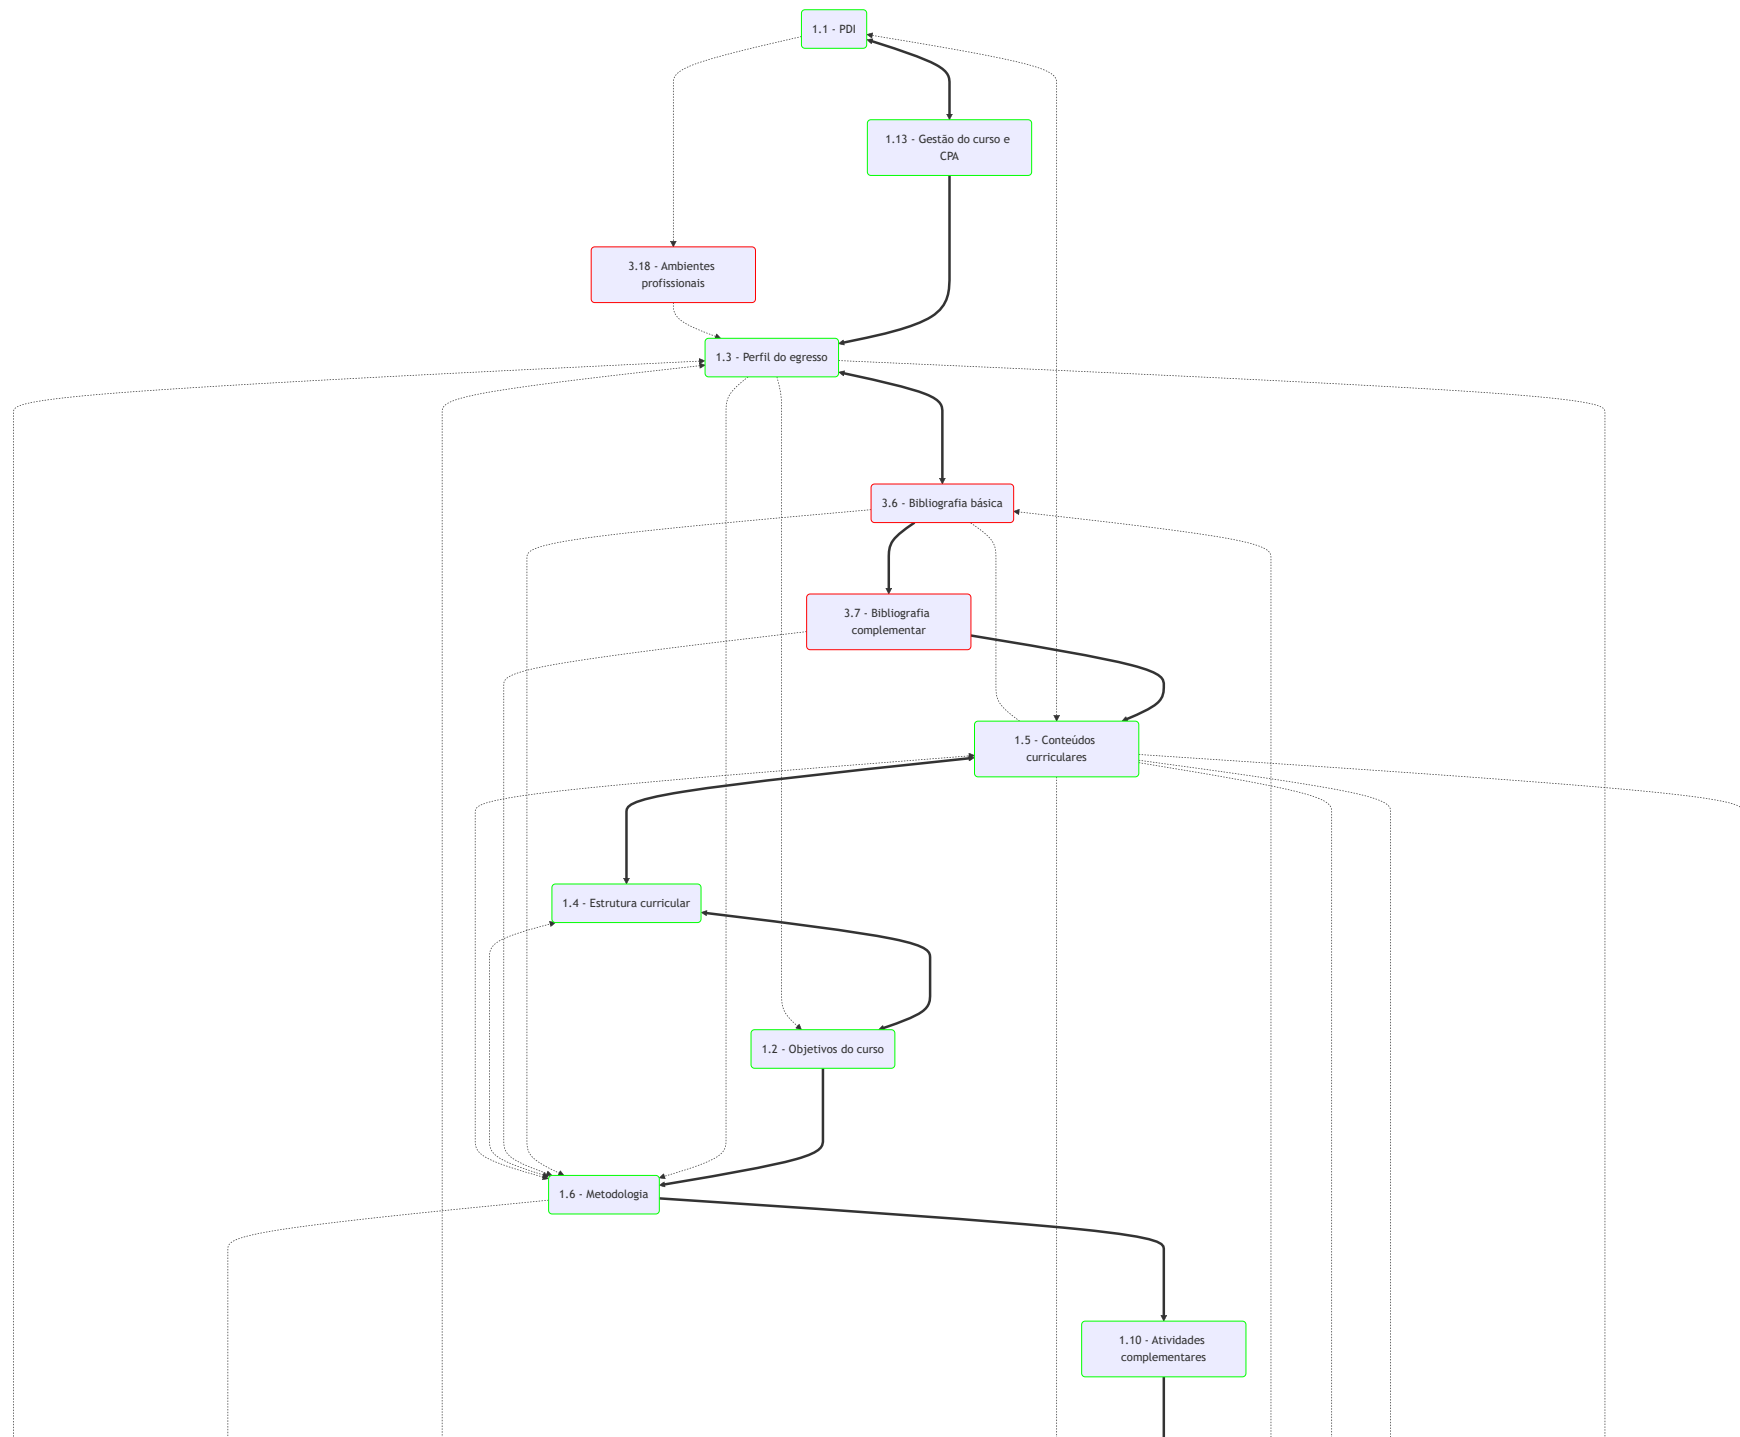 1.1 - PDI
1.13 - Gestão do curso e
CPA
3.18 - Ambientes
profissionais
1.3 - Perfil do egresso
3.6 - Bibliografia básica
3.7 - Bibliografia
complementar
1.5 - Conteúdos
curriculares
1.4 - Estrutura curricular
1.2 - Objetivos do curso
1.6 - Metodologia
1.10 - Atividades
complementares